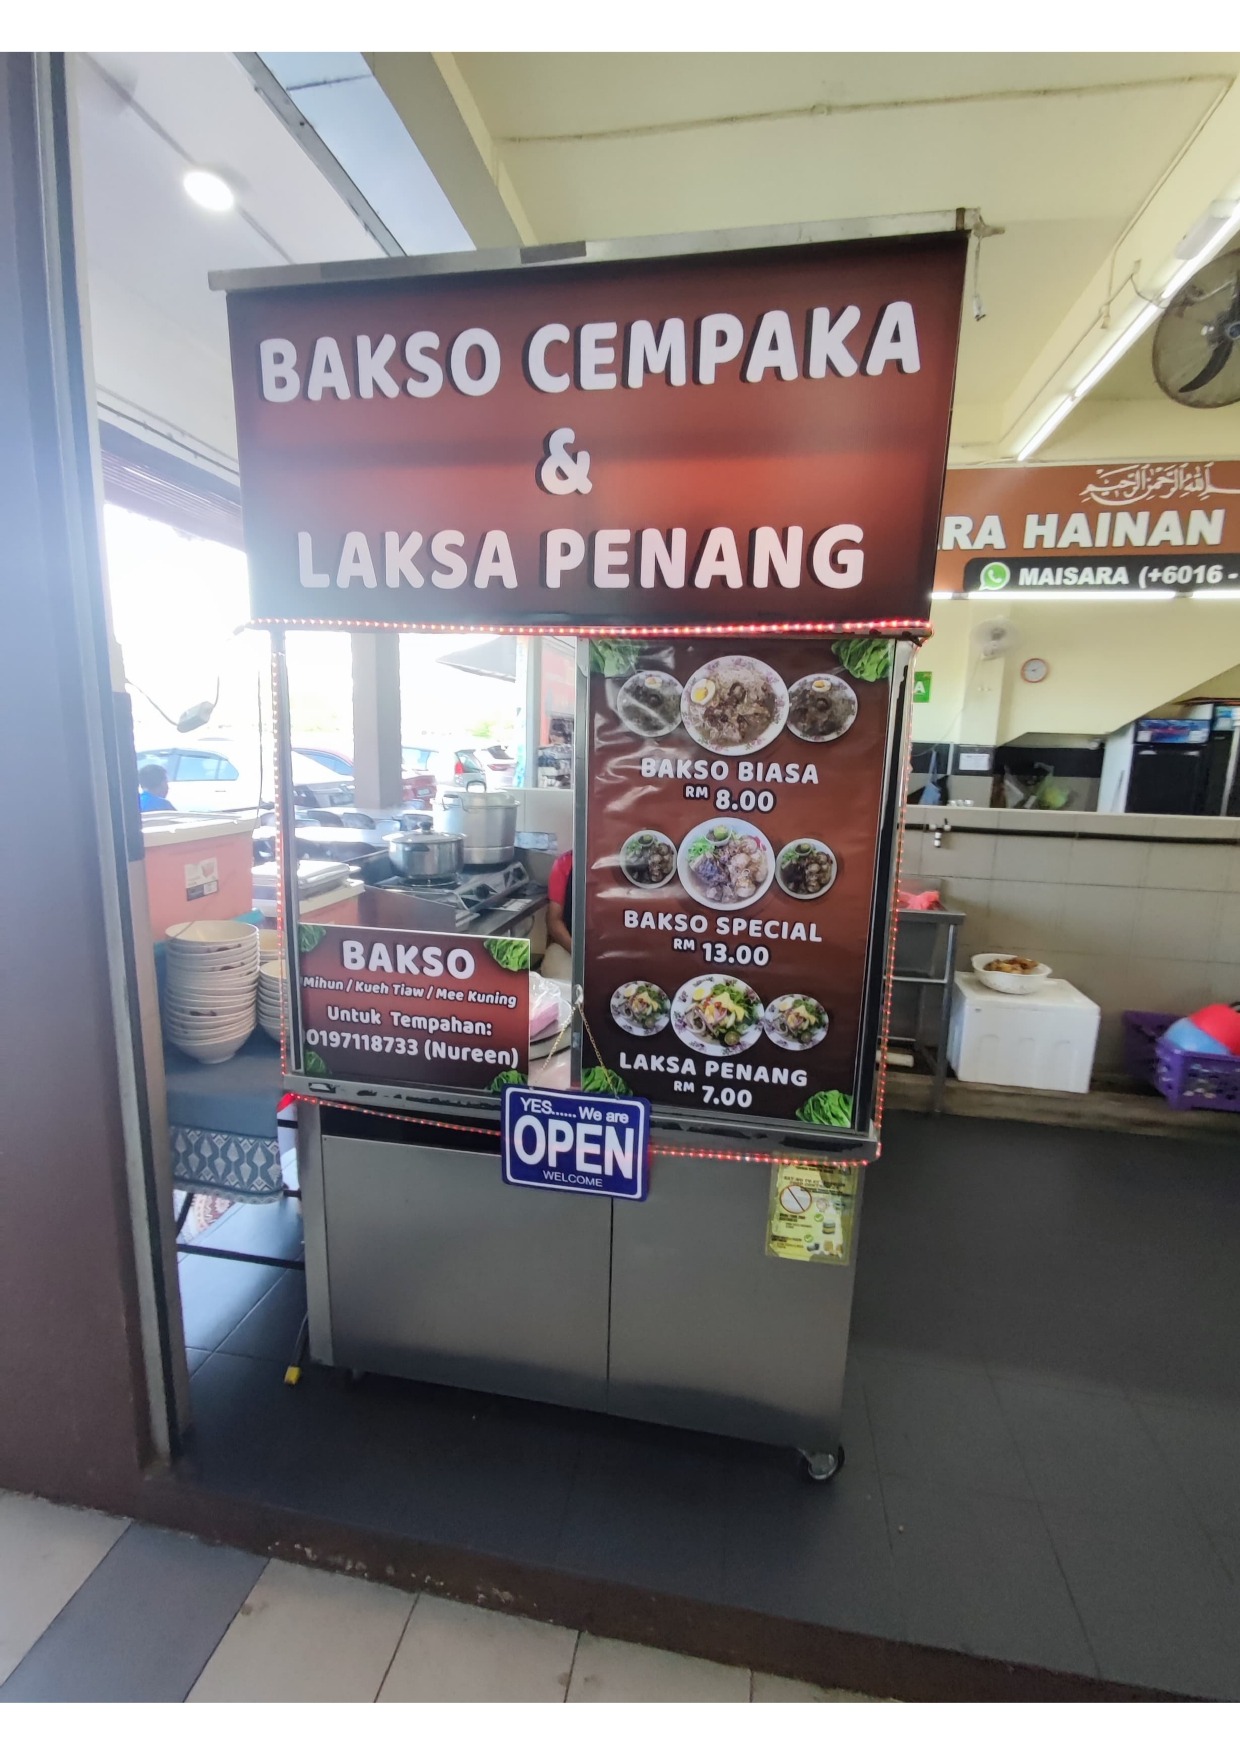 BAKSO CEMPAKA
&
LAKSA PENANG
RA HAINAN
MAISARA (+6016 -
BAKSO BIASA
RM 8.00
BAKSO SPECIAL
RM 13.00
LAKSA PENANG
RM 7.00
BAKSO
Mihun / Kueh Tiaw / Mee Kuning
Untuk Tempahan:
0197118733 (Nureen)
YES...... We are
OPEN
WELCOME